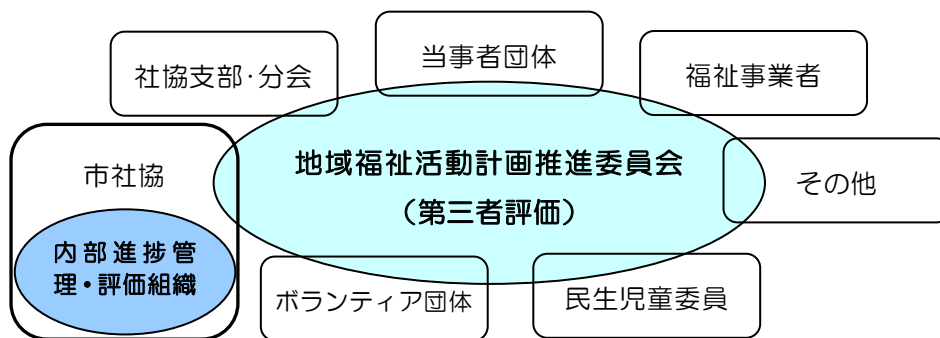 当事者団体
社協支部・分会
福祉事業者
地域福祉活動計画推進委員会
（第三者評価）
市社協
その他
内部進捗管
理・評価組織
ボランティア団体
民生児童委員